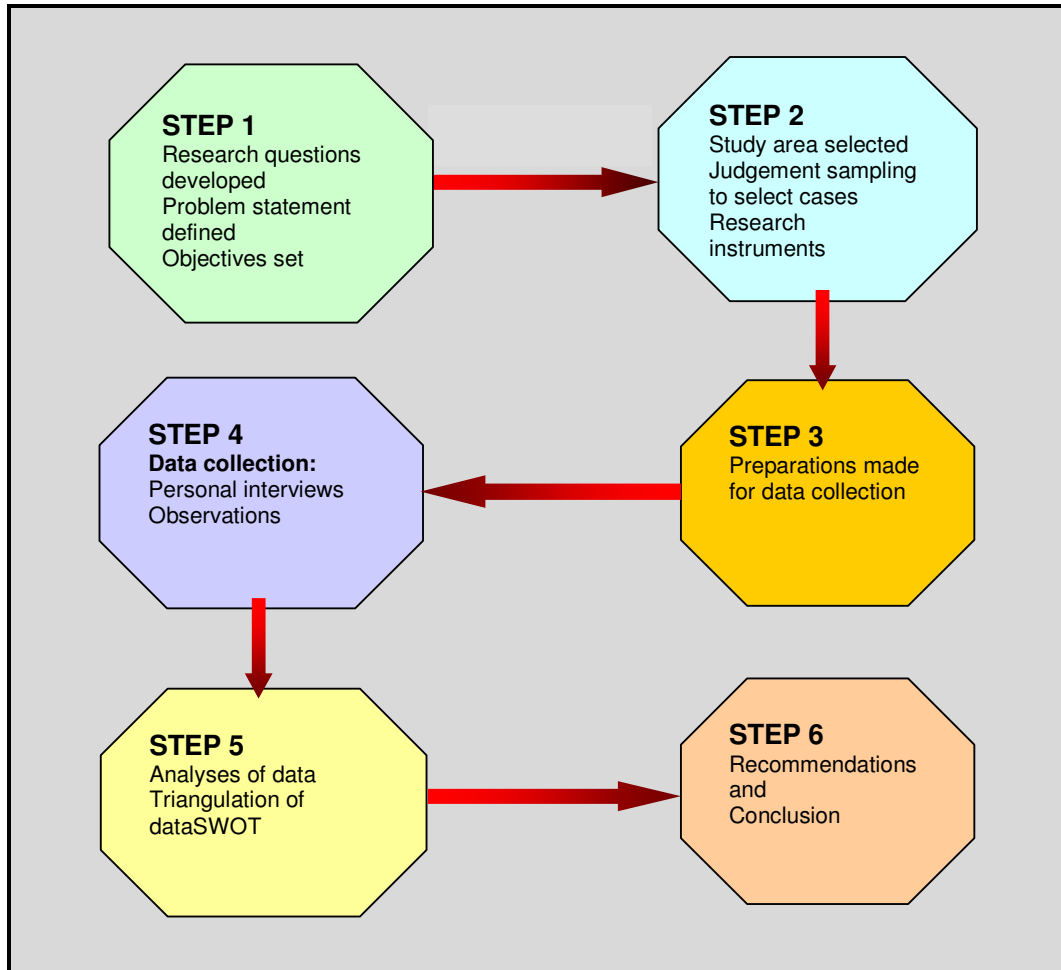 STEP 1
Research questions
developed
Problem statement
defined
Objectives set
STEP 2
Study area selected
Judgement sampling
to select cases
Research
instruments
STEP 3
Preparations made
for data collection
STEP 4
Data collection:
Personal interviews
Observations
STEP 5
Analyses of data
Triangulation of
dataSWOT
STEP 6
Recommendations
and
Conclusion